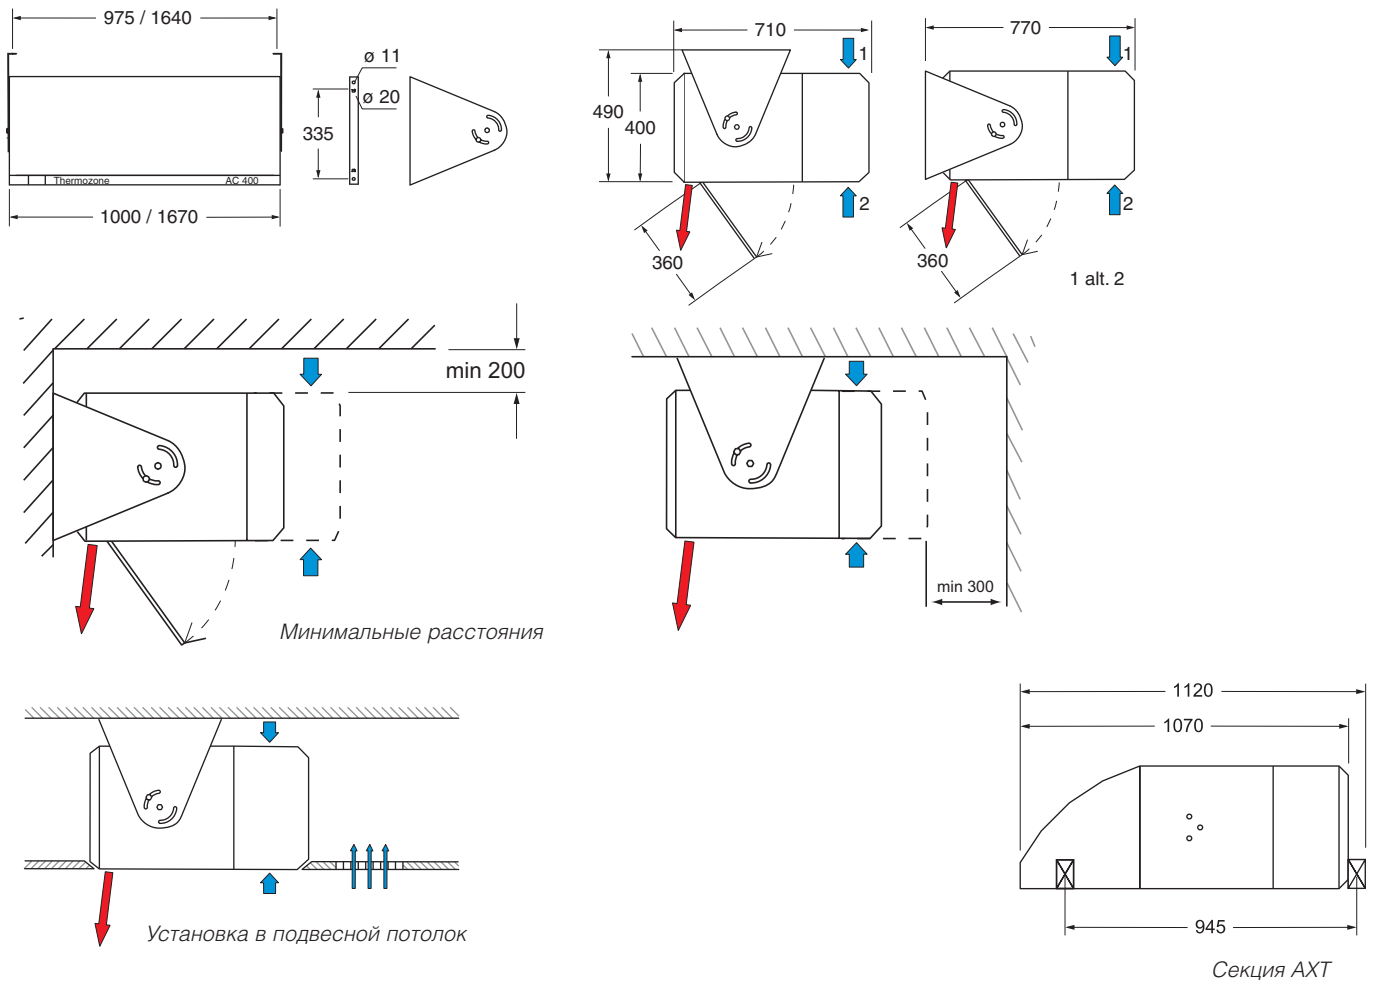 975 / 1640
ø 11
ø 20
335
Thermozone AC 400
1000 / 1670
710
1
490
400
2
360
770
1
2
360
1 alt. 2
min 200
Минимальные расстояния
min 300
Установка в подвесной потолок
1120
1070
945
Секция AXT